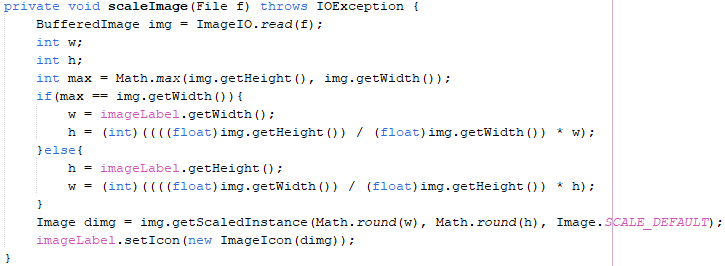 private void scaleImage(File f) throws IOException {
    BufferedImage img = ImageIO.read(f);
    int w;
    int h;
    int max = Math.max(img.getHeight(), img.getWidth());
    if(max == img.getWidth()){
        w = imageLabel.getWidth();
        h = (int)((((float)img.getHeight()) / (float)img.getWidth()) * w);
    }else{
        h = imageLabel.getHeight();
        w = (int)((((float)img.getWidth()) / (float)img.getHeight()) * h);
    }
    Image dimg = img.getScaledInstance(Math.round(w), Math.round(h), Image.SCALE_DEFAULT);
    imageLabel.setIcon(new ImageIcon(dimg));
}